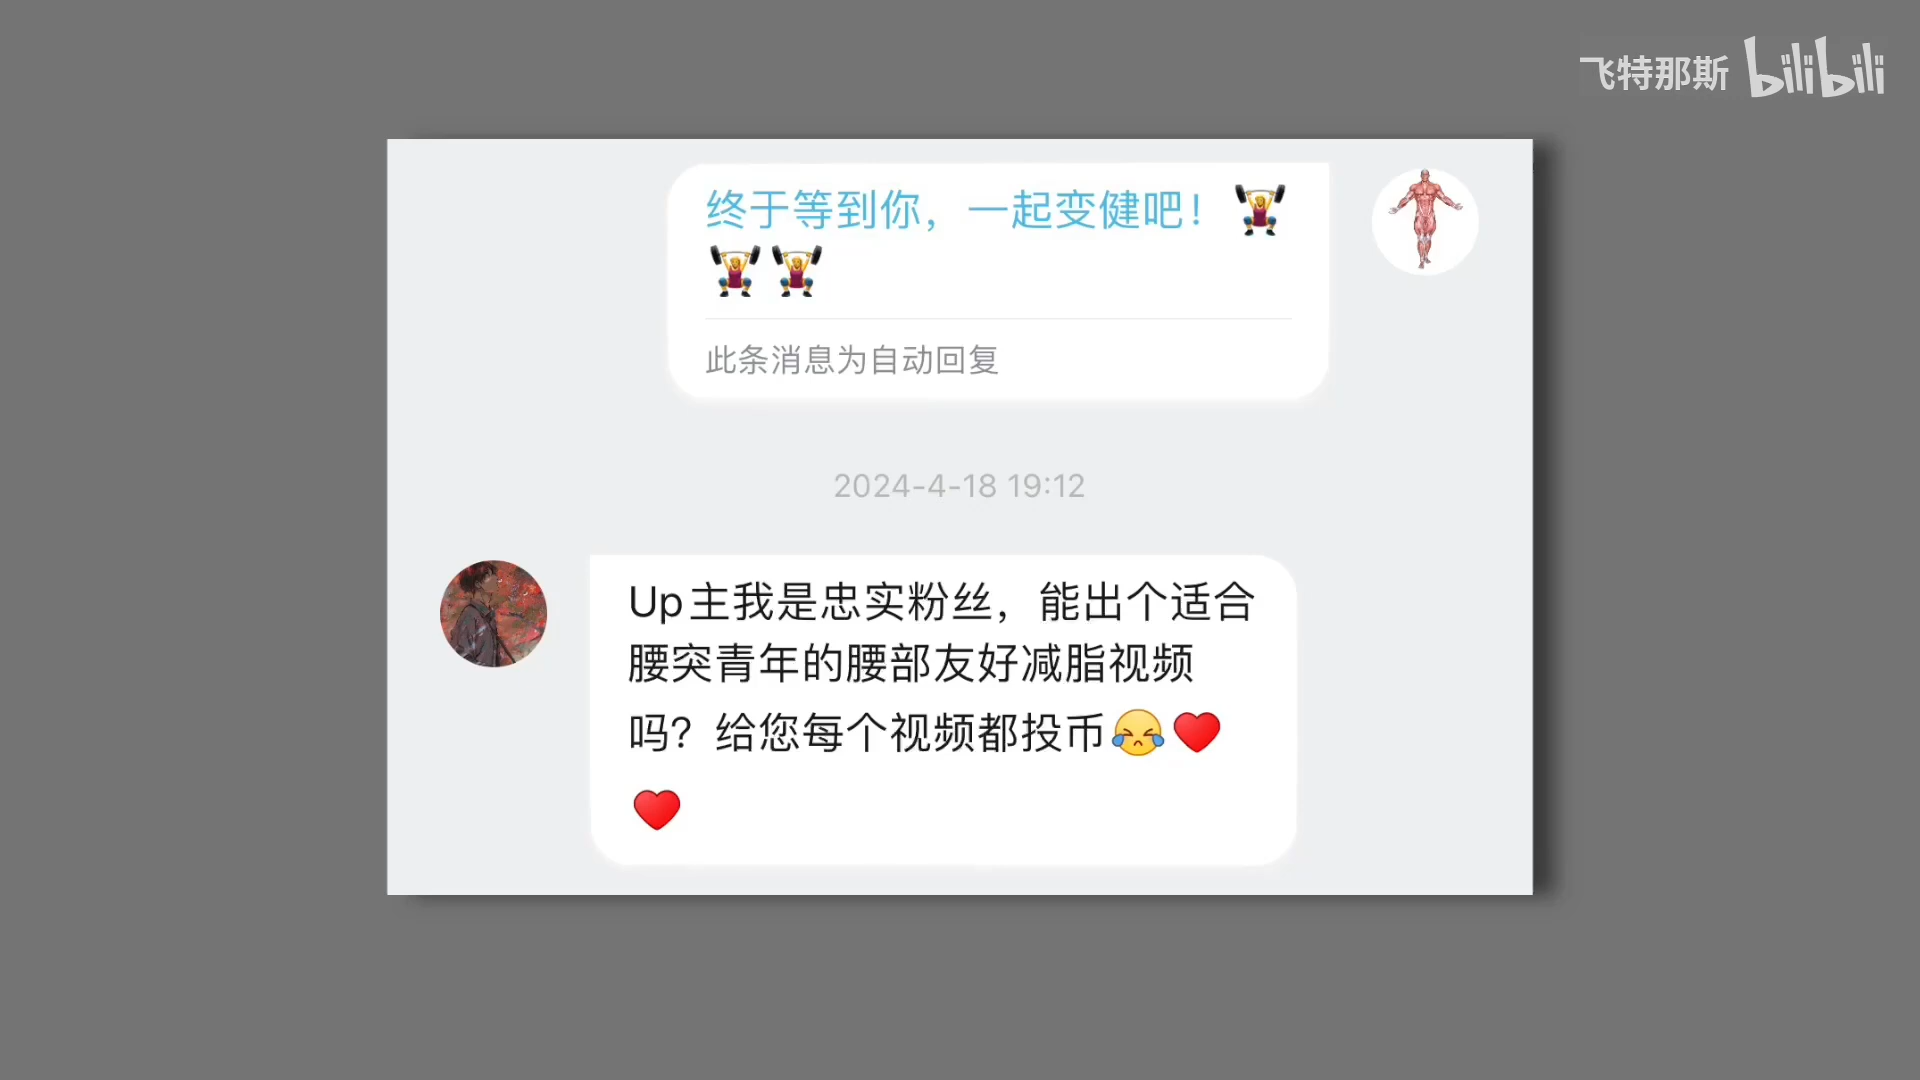 飞特那斯 bilibili
终于等到你，一起变健吧！🏋️
🏋️🏋️
此条消息为自动回复
2024-4-18 19:12
Up主我是忠实粉丝，能出个适合
腰突青年的腰部友好减脂视频
吗？给您每个视频都投币😭❤️
❤️